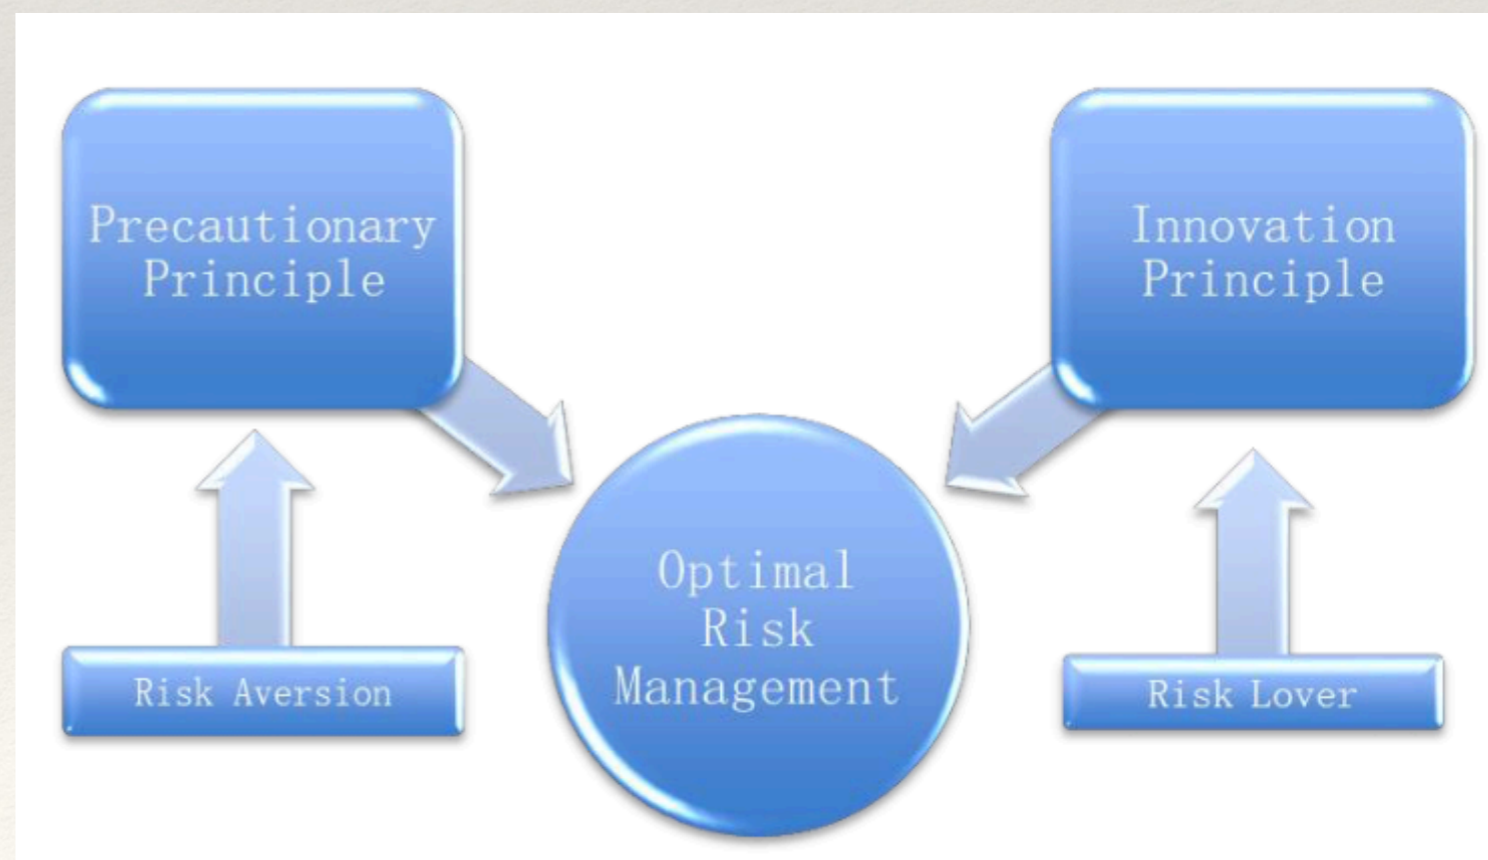 Precautionary
Principle
Innovation
Principle
Optimal
Risk
Management
Risk Aversion
Risk Lover